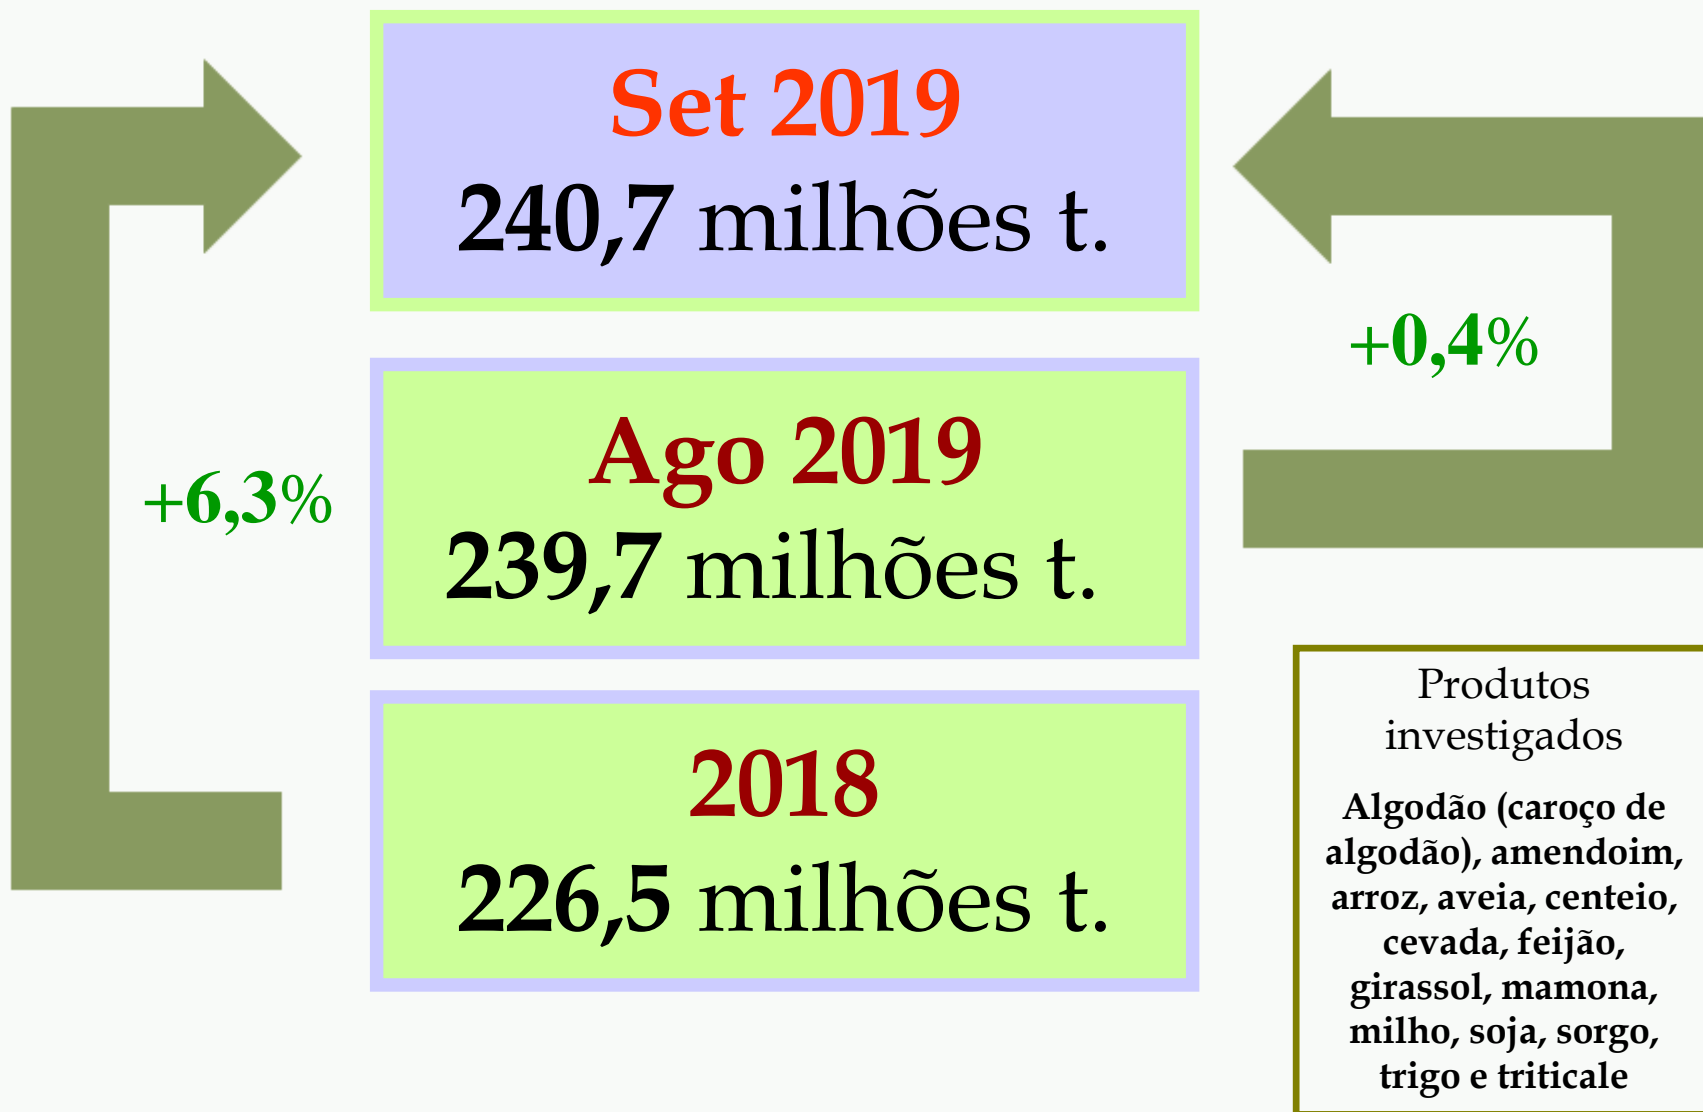 Set 2019
240,7 milhões t.
+0,4%
Ago 2019
239,7 milhões t.
+6,3%
2018
226,5 milhões t.
Produtos
investigados
Algodão (caroço de
algodão), amendoim,
arroz, aveia, centeio,
cevada, feijão,
girassol, mamona,
milho, soja, sorgo,
trigo e triticale